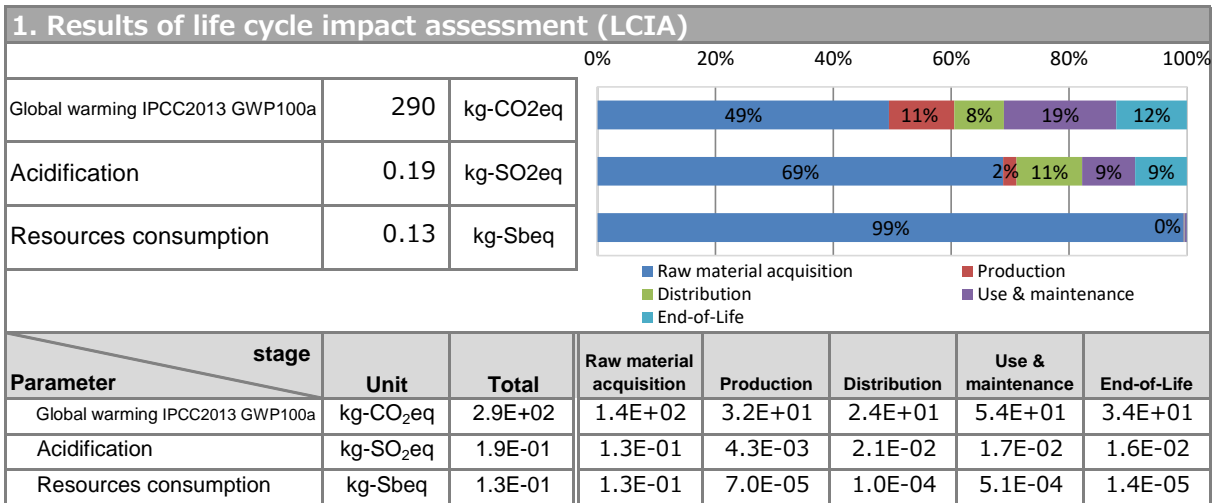 1. Results of life cycle impact assessment (LCIA)
0% 20% 40% 60% 80% 100%
Global warming IPCC2013 GWP100a 290 kg-CO2eq
49% 11% 8% 19% 12%
Acidification 0.19 kg-SO2eq
69% 2% 11% 9% 9%
Resources consumption 0.13 kg-Sbeq
99% 0%
Raw material acquisition Production
Distribution Use & maintenance
End-of-Life
stage
Parameter Unit Total Raw material acquisition Production Distribution Use & maintenance End-of-Life
Global warming IPCC2013 GWP100a kg-CO₂eq 2.9E+02 1.4E+02 3.2E+01 2.4E+01 5.4E+01 3.4E+01
Acidification kg-SO₂eq 1.9E-01 1.3E-01 4.3E-03 2.1E-02 1.7E-02 1.6E-02
Resources consumption kg-Sbeq 1.3E-01 1.3E-01 7.0E-05 1.0E-04 5.1E-04 1.4E-05